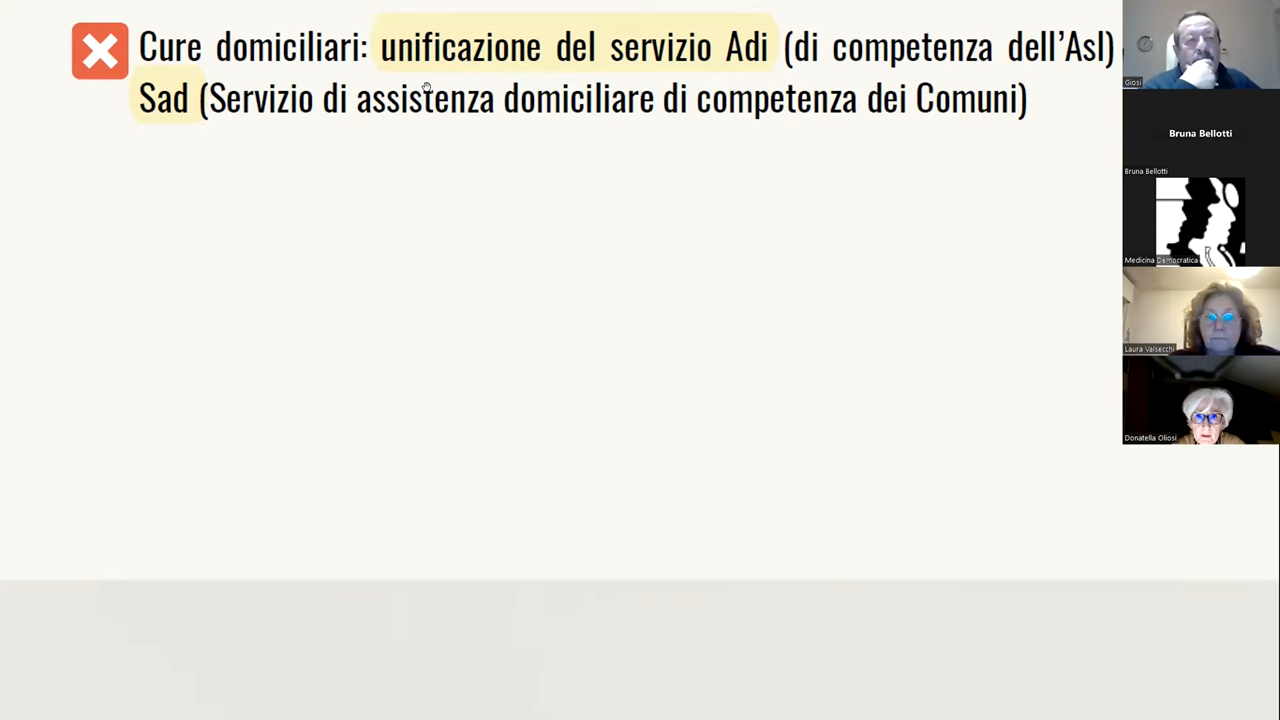 Cure domiciliari: unificazione del servizio Adi (di competenza dell’Asl)
Sad (Servizio di assistenza domiciliare di competenza dei Comuni)
Giosi
Bruna Bellotti
Bruna Bellotti
Medicina Democratica
Laura Valsecchi
Donatella Oliosi